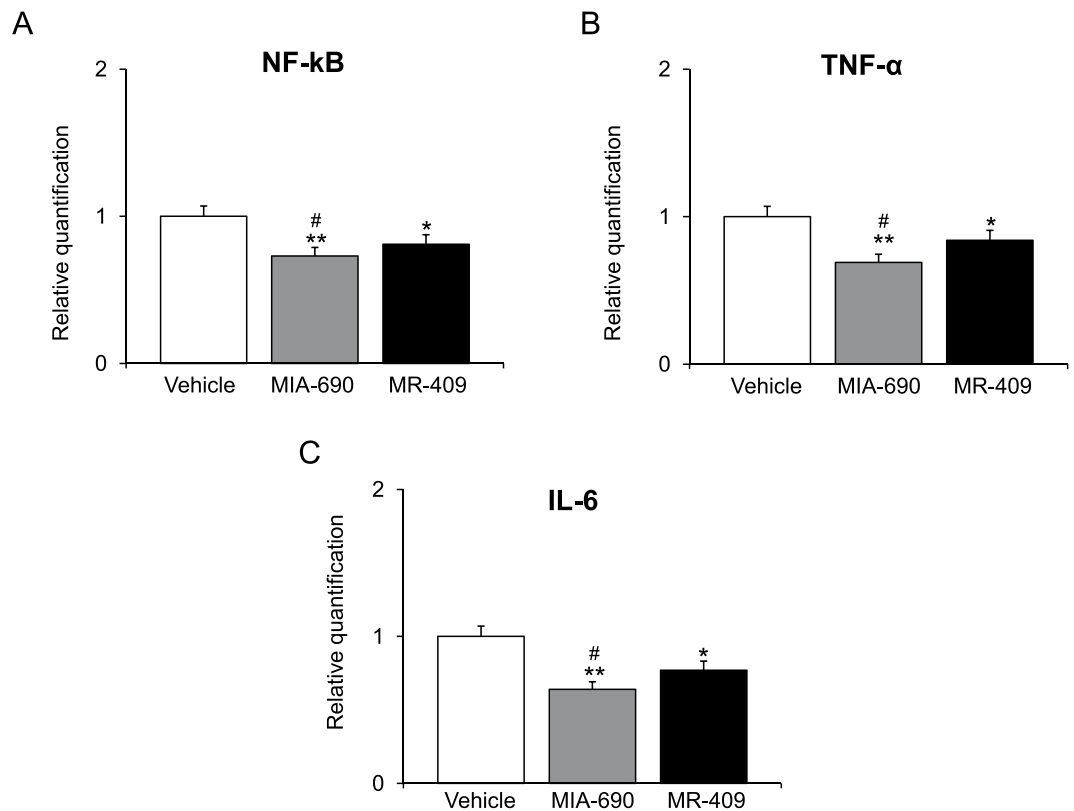 A
NF-kB
Relative quantification
2
1
0
#
**
*
Vehicle MIA-690 MR-409
B
TNF-α
Relative quantification
2
1
0
#
**
*
Vehicle MIA-690 MR-409
C
IL-6
Relative quantification
2
1
0
#
**
*
Vehicle MIA-690 MR-409